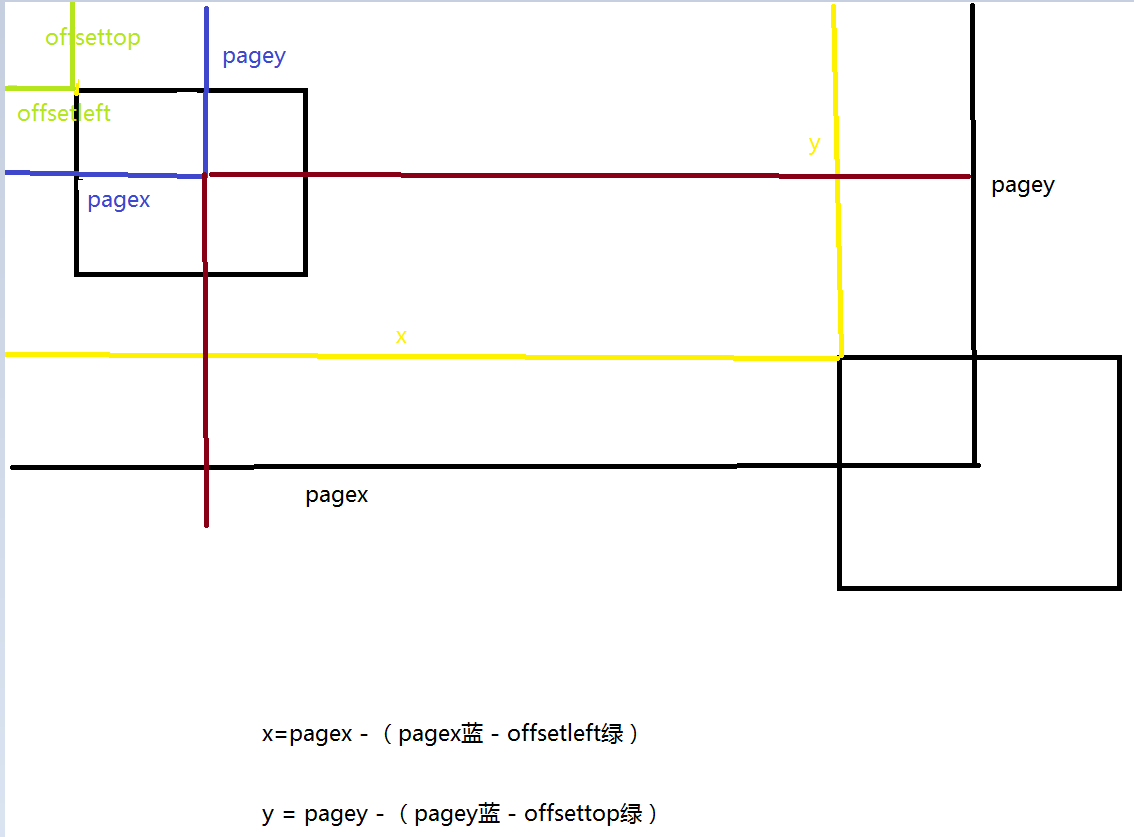 offsettop
pagey
offsetleft
y
pagey
pagex
x
pagex
x=pagex -（ pagex蓝 - offsetleft绿 ）
y = pagey -（ pagey蓝 - offsettop绿 ）